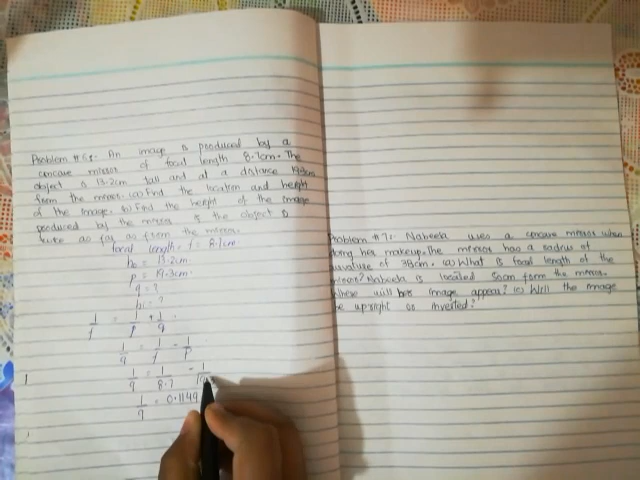 Problem #6:- An image is produced by a
concave mirror of focal length 8.7cm. The
object is 13.2cm tall and at a distance 19.3cm
from the mirror. (a) Find the location and height
of the image. (b) Find the height of the image
produced by the mirror if the object is
twice as far as from the mirror.
focal length = f = 8.7cm
ho = 13.2cm
p = 19.3cm
q = ?
hi = ?
1/f = 1/p + 1/q
1/q = 1/f - 1/p
1/q = 1/8.7 - 1/
1/q = 0.1149
Problem #7: Nabeela uses a concave mirror when
her makeup. The mirror has a radius of
of 38cm. (a) What is focal length of the
mirror? Nabeela is located 50cm form the mirror.
Where will her image appear? (c) Will the image
be upright or inverted?